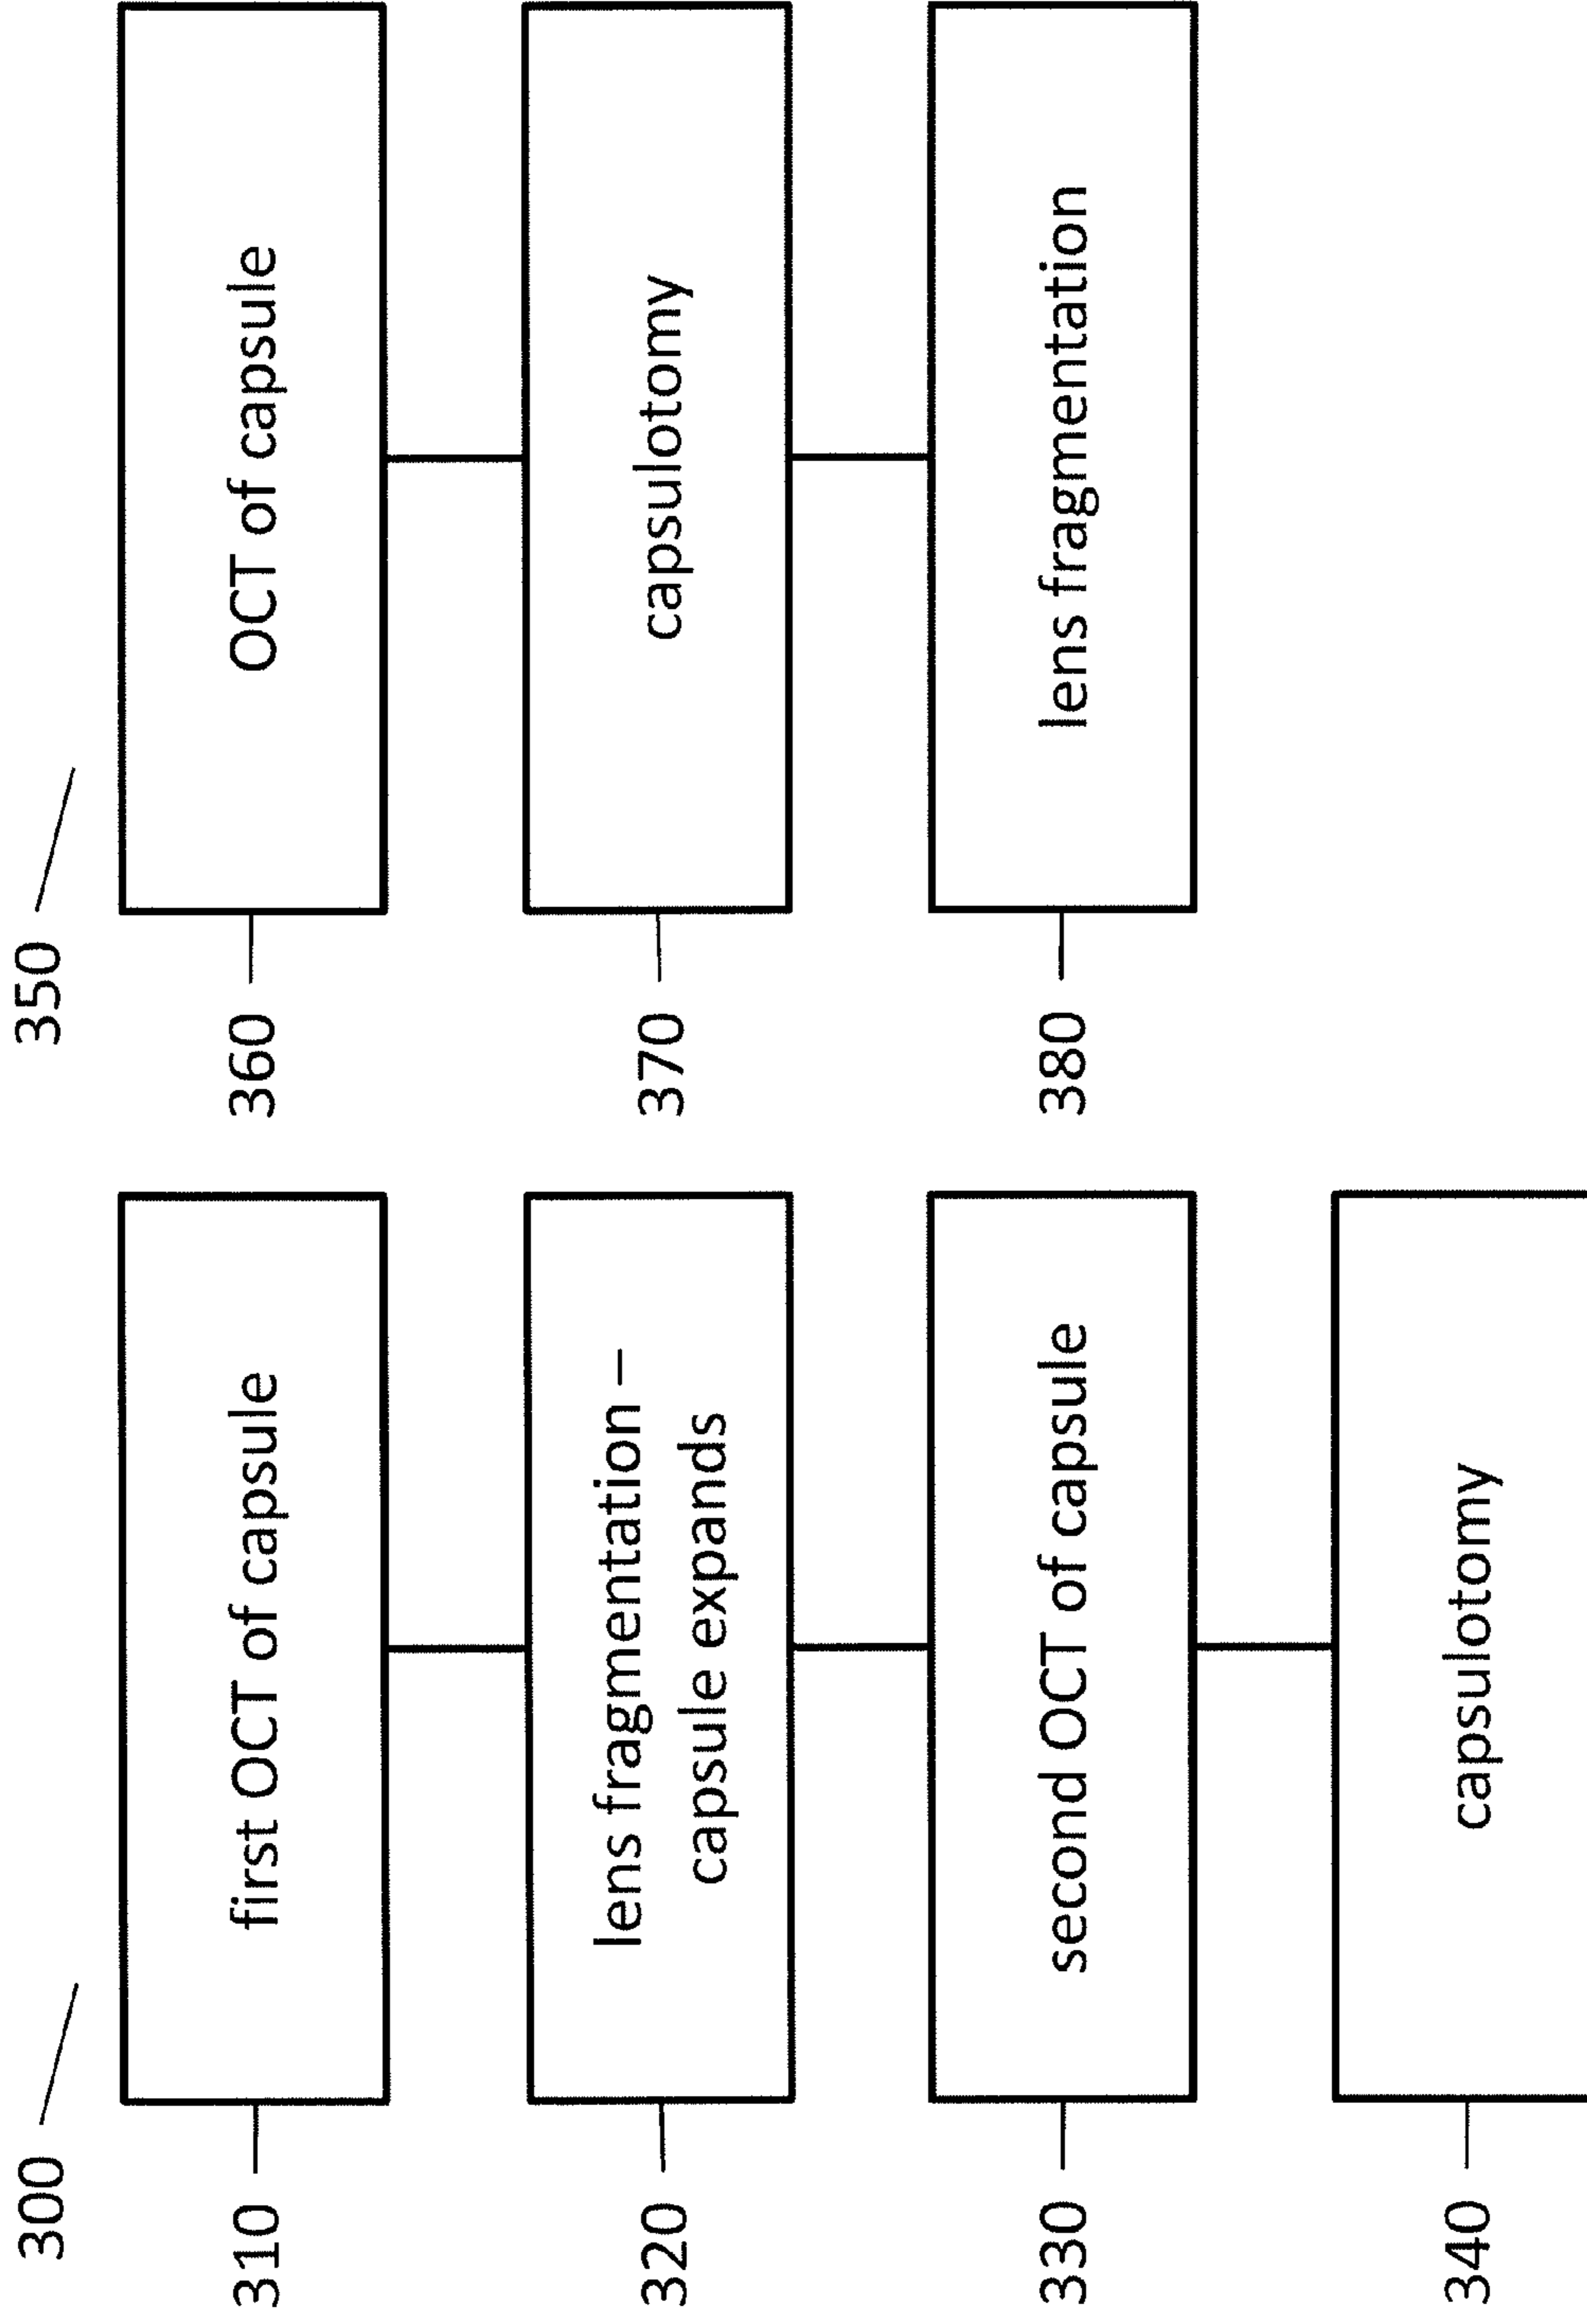 300
310
first OCT of capsule
320
lens fragmentation –
capsule expands
330
second OCT of capsule
340
capsulotomy
350
360
OCT of capsule
370
capsulotomy
380
lens fragmentation